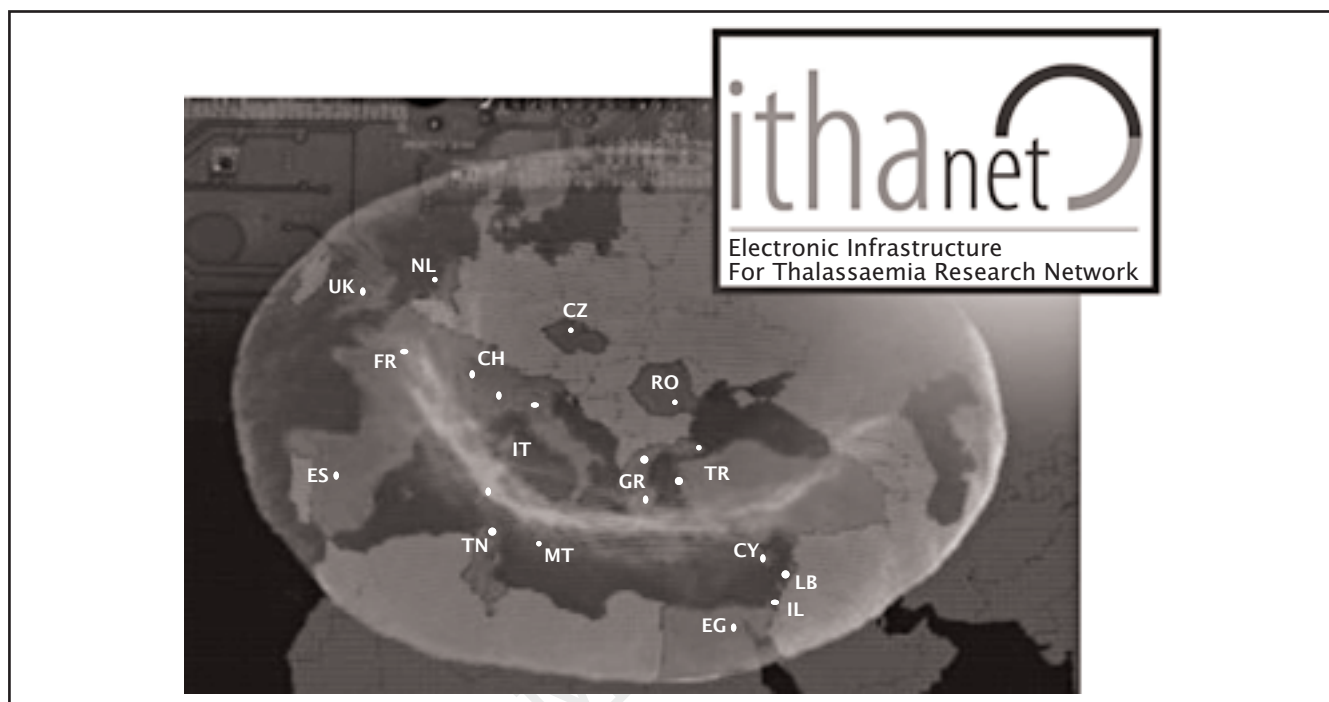 ithanet
Electronic Infrastructure
For Thalassaemia Research Network
NL
UK
CZ
FR
CH
RO
IT
ES
GR
TR
TN
MT
CY
LB
IL
EG